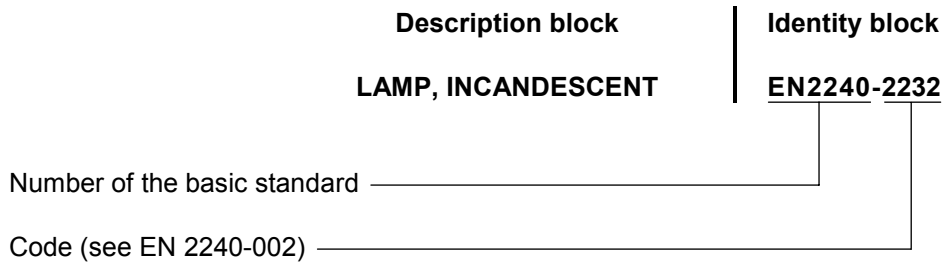 Description block Identity block
LAMP, INCANDESCENT EN2240-2232
Number of the basic standard
Code (see EN 2240-002)